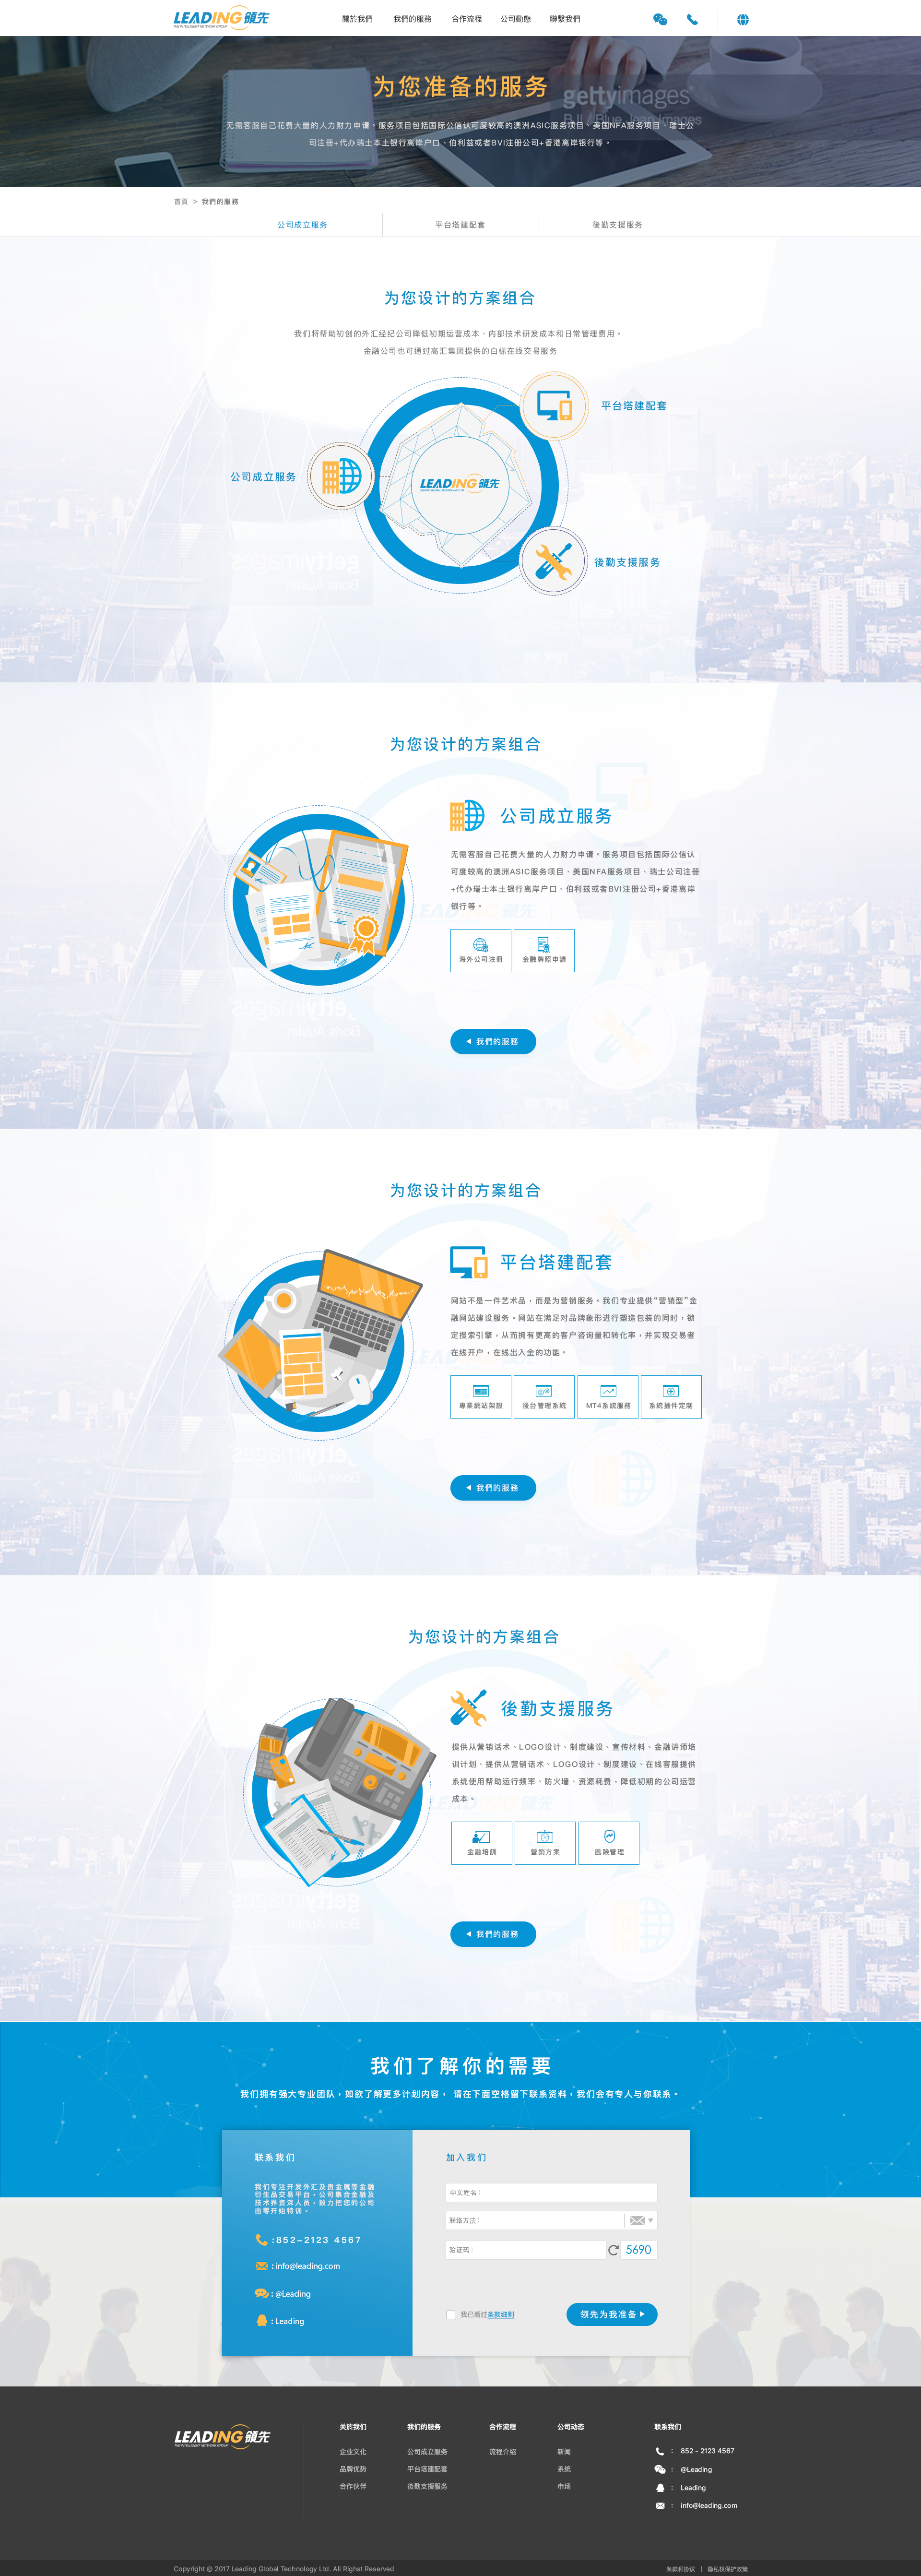 LEADING 領先
THE INTELLIGENT NETWORK GROUP
關於我們 我們的服務 合作流程 公司動態 聯繫我們
为您准备的服务
gettyimages®
无需客服自己花费大量的人力财力申请。服务项目包括国际公信认可度较高的澳洲ASIC服务项目、美国NFA服务项目、瑞士公
司注册+代办瑞士本土银行离岸户口、伯利兹或者BVI注册公司+香港离岸银行等。
首頁 > 我們的服務
公司成立服务 平台塔建配套 後勤支援服务
为您设计的方案组合
我们将帮助初创的外汇经纪公司降低初期运营成本、内部技术研发成本和日常管理费用。
金融公司也可通过高汇集团提供的白标在线交易服务
平台塔建配套
公司成立服务
LEADING 領先
後勤支援服务
为您设计的方案组合
公司成立服务
无需客服自己花费大量的人力财力申请。服务项目包括国际公信认
可度较高的澳洲ASIC服务项目、美国NFA服务项目、瑞士公司注册
+代办瑞士本土银行离岸户口、伯利兹或者BVI注册公司+香港离岸
银行等。
海外公司注冊 金融牌照申請
我們的服務
为您设计的方案组合
平台塔建配套
网站不是一件艺术品，而是为营销服务。我们专业提供“营销型”金
融网站建设服务。网站在满足对品牌象形进行塑造包装的同时，锁
定搜索引擎，从而拥有更高的客户咨询量和转化率，并实现交易者
在线开户，在线出入金的功能。
專業網站架設 後台管理系統 MT4系統服務 系統插件定制
我們的服務
为您设计的方案组合
後勤支援服务
提供从营销话术、LOGO设计、制度建设、宣传材料、金融讲师培
训计划、提供从营销话术、LOGO设计、制度建设、在线客服提供
系统使用帮助运行频率、防火墙、资源耗费，降低初期的公司运营
成本。
金融培訓 營銷方案 風險管理
我們的服務
我们了解你的需要
我们拥有强大专业团队，如欲了解更多计划内容， 请在下面空格留下联系资料，我们会有专人与你联系。
联系我们
我们专注开发外汇及贵金属等金融
衍生品交易平台，公司集合金融及
技术界资深人员，致力把您的公司
由零开始特训。
:852-2123 4567
: info@leading.com
: @Leading
: Leading
加入我们
中文姓名：
联络方法：
验证码： 5690
我已看过条款细则 领先为我准备
LEADING 領先
THE INTELLIGENT NETWORK GROUP
关於我们 我们的服务 合作流程 公司动态 联系我们
企业文化 公司成立服务 流程介紹 新闻 : 852 - 2123 4567
品牌优势 平台塔建配套 系统 : @Leading
合作伙伴 後勤支援服务 市场 : Leading
: info@leading.com
Copyright © 2017 Leading Global Technology Ltd. All Righst Reserved
条款和协议 | 隐私权保护政策